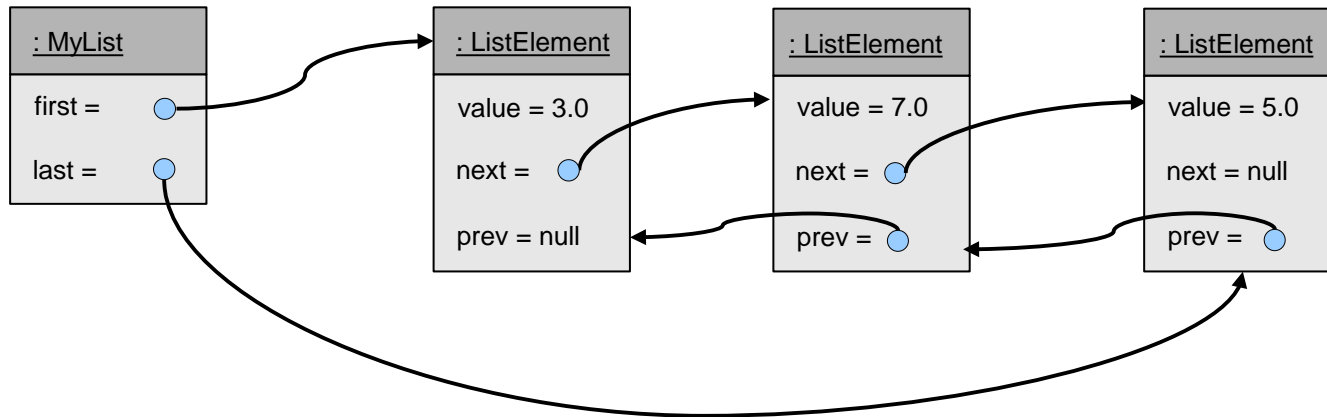 : MyList
first =
last =
: ListElement
value = 3.0
next =
prev = null
: ListElement
value = 7.0
next =
prev =
: ListElement
value = 5.0
next = null
prev =